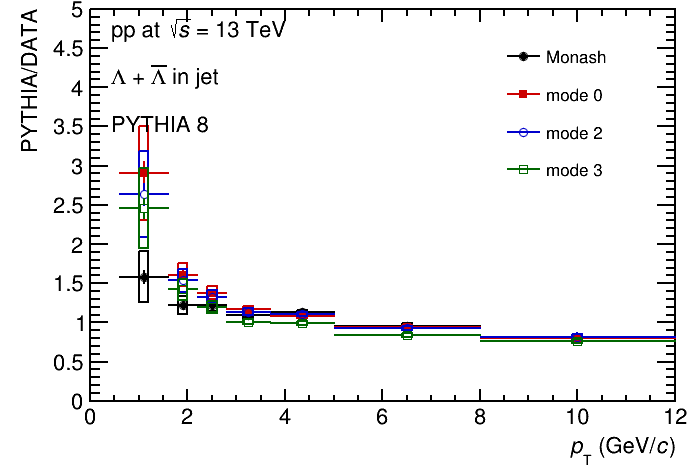 PYTHIA/DATA
5
4.5
4
3.5
3
2.5
2
1.5
1
0.5
0
pp at √s = 13 TeV
Λ + Λ̅ in jet
PYTHIA 8
Monash
mode 0
mode 2
mode 3
0 2 4 6 8 10 12
p_T (GeV/c)